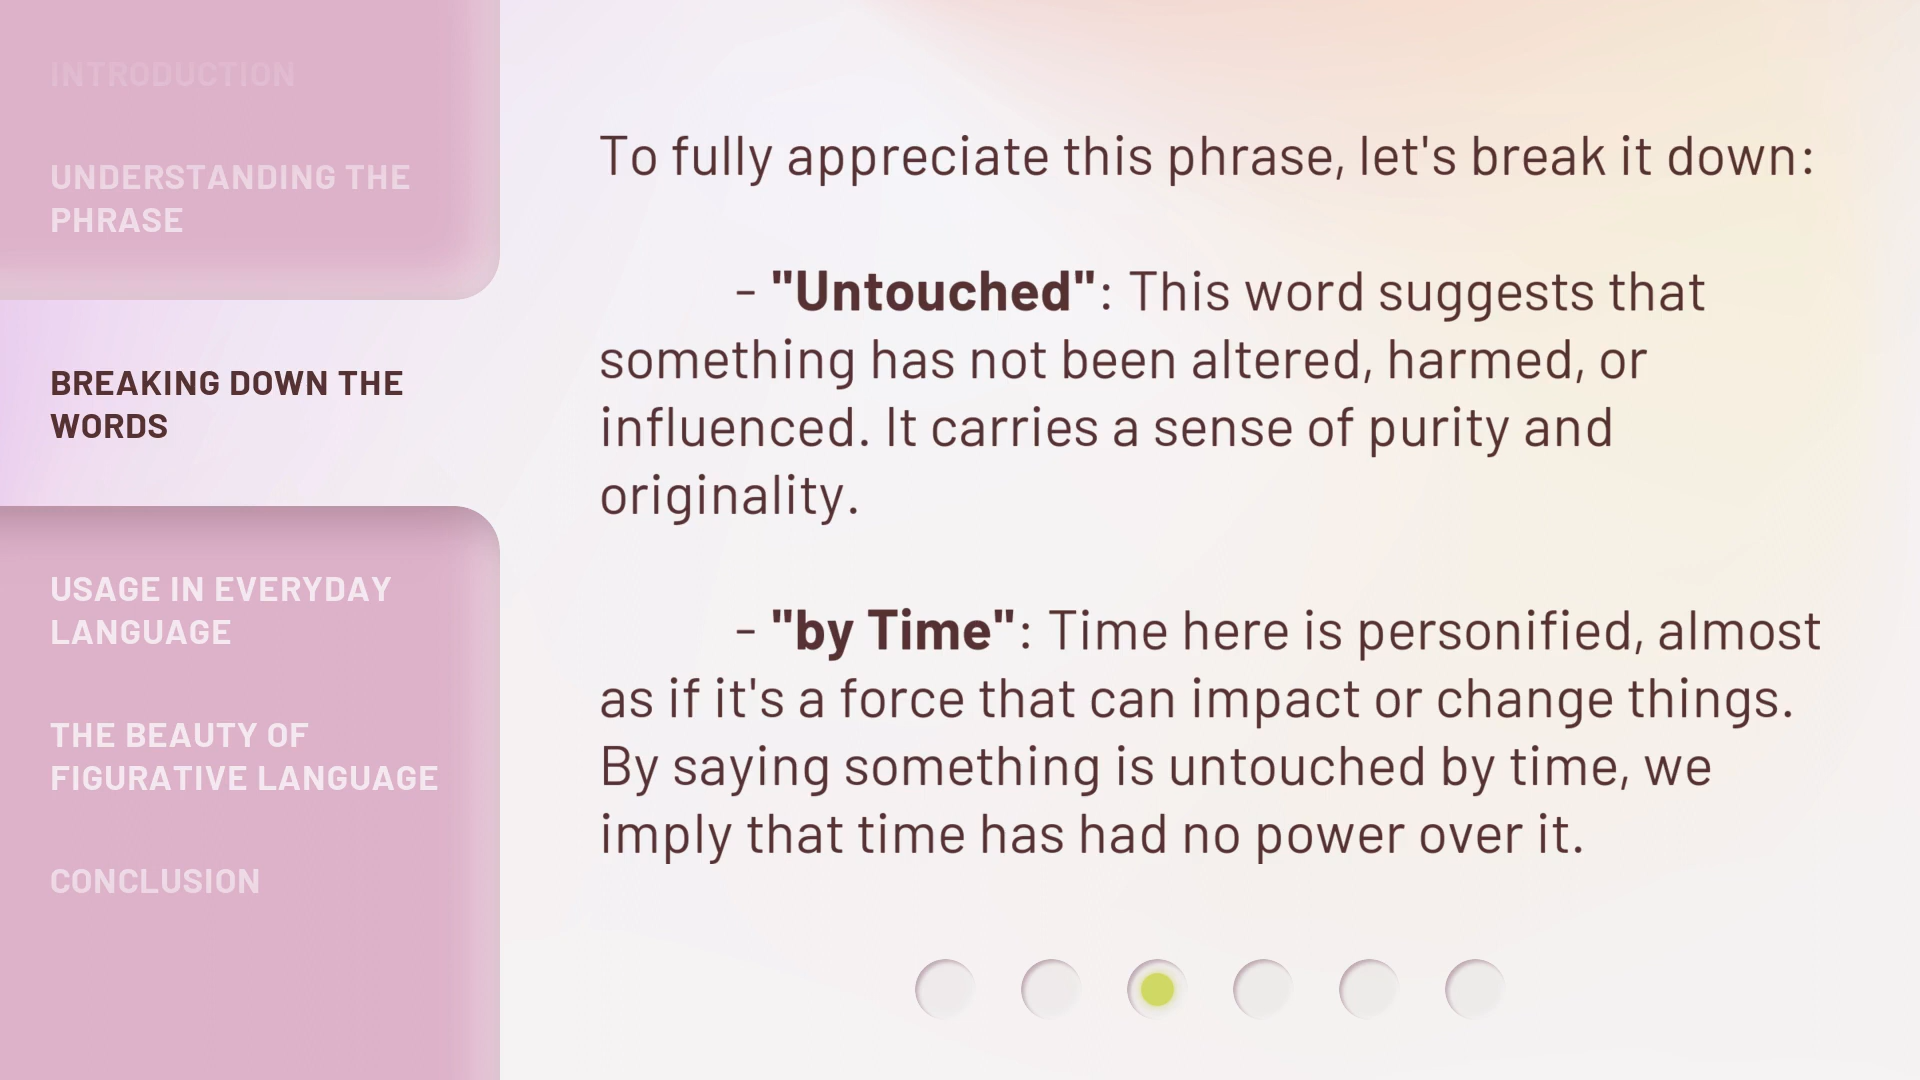 INTRODUCTION
UNDERSTANDING THE
PHRASE
BREAKING DOWN THE
WORDS
USAGE IN EVERYDAY
LANGUAGE
THE BEAUTY OF
FIGURATIVE LANGUAGE
CONCLUSION
To fully appreciate this phrase, let's break it down:
- "Untouched": This word suggests that
something has not been altered, harmed, or
influenced. It carries a sense of purity and
originality.
- "by Time": Time here is personified, almost
as if it's a force that can impact or change things.
By saying something is untouched by time, we
imply that time has had no power over it.